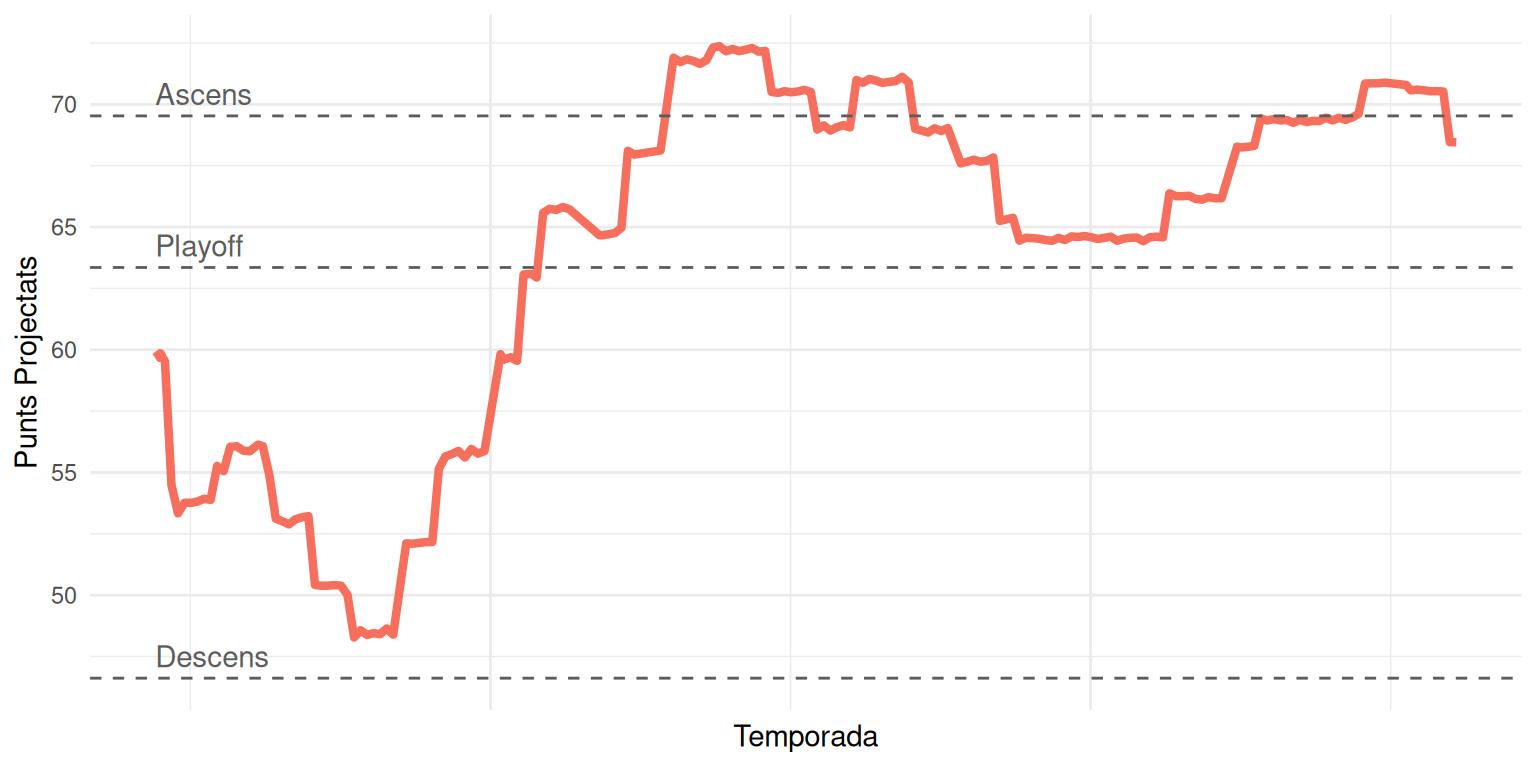 Punts Projectats
70
65
60
55
50
Ascens
Playoff
Descens
Temporada